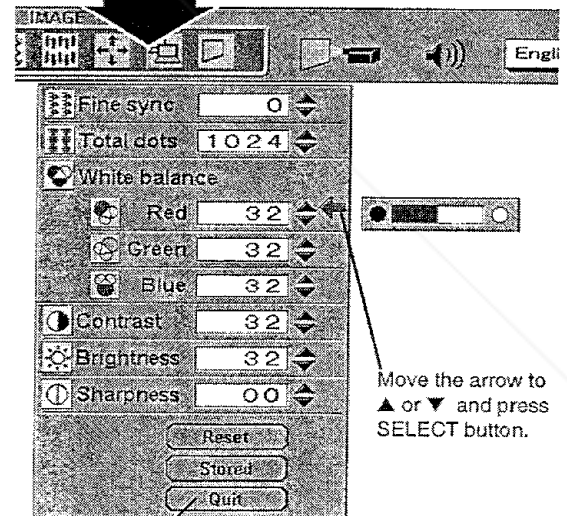 IMAGE
Engli
Fine sync 0
Total dots 1024
White balance
Red 32
Green 32
Blue 32
Contrast 32
Brightness 32
Sharpness 00
Move the arrow to
▲ or ▼ and press
SELECT button.
Reset
Stored
Quit